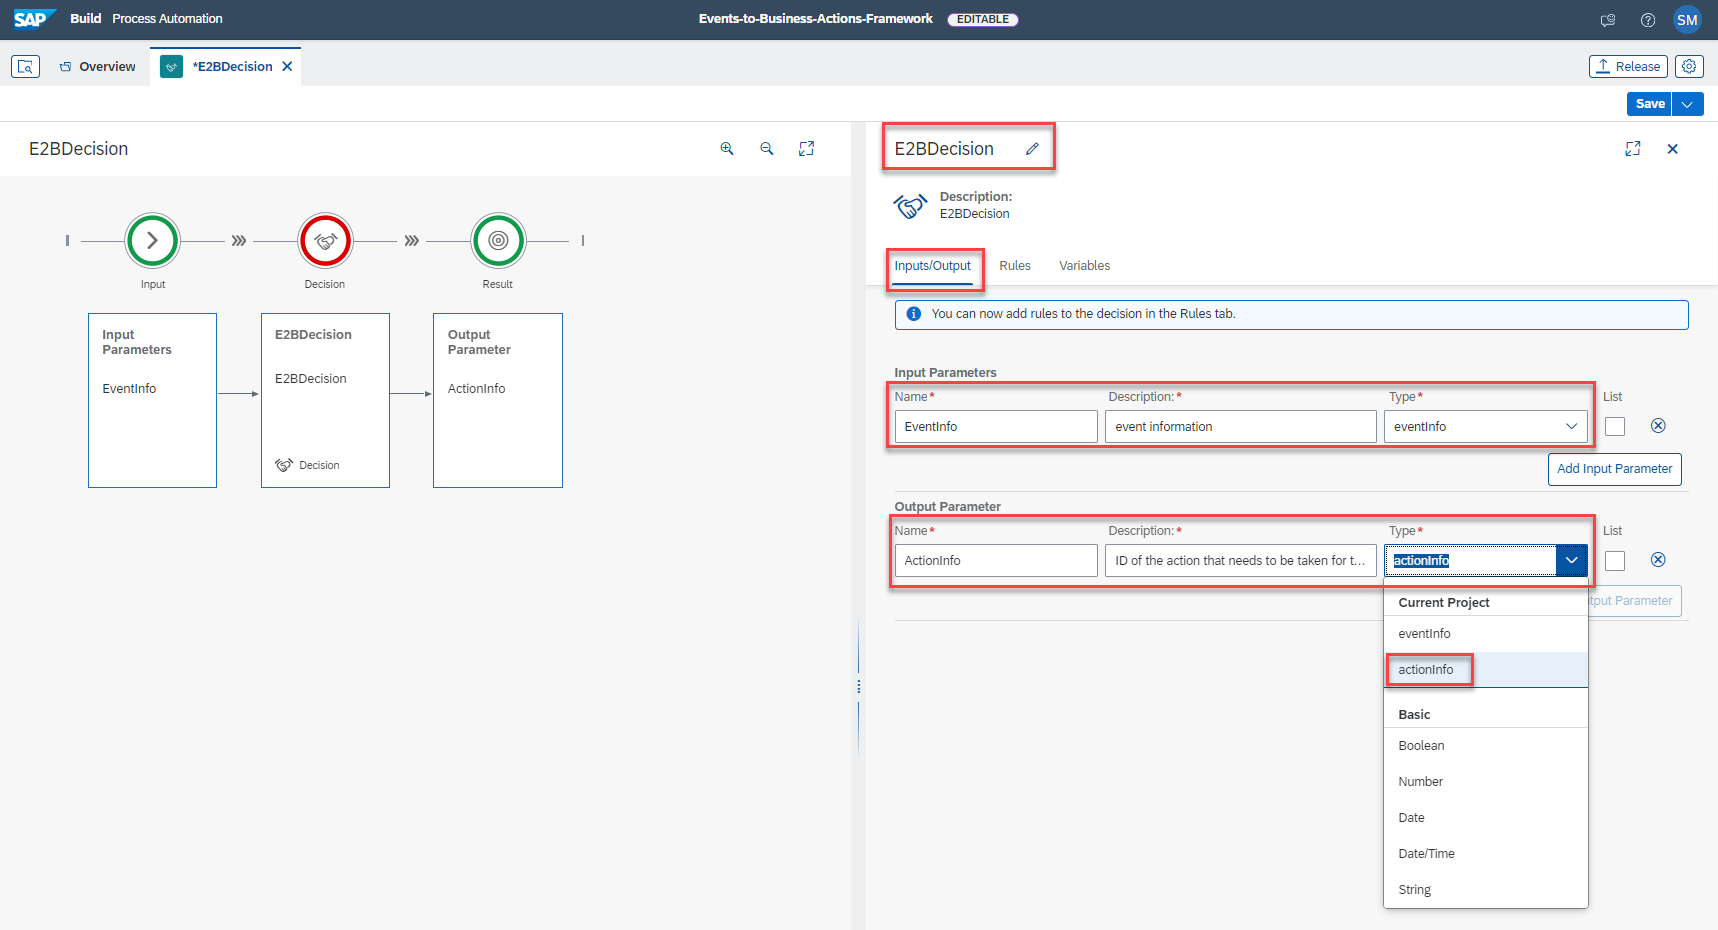 SAP Build Process Automation
Events-to-Business-Actions-Framework EDITABLE
SM
Overview
*E2BDecision
Release
Save
E2BDecision
Input
Decision
Result
Input
Parameters
EventInfo
E2BDecision
E2BDecision
Decision
Output
Parameter
ActionInfo
E2BDecision
Description:
E2BDecision
Inputs/Output Rules Variables
You can now add rules to the decision in the Rules tab.
Input Parameters
Name* Description:* Type* List
EventInfo event information eventInfo
Add Input Parameter
Output Parameter
Name* Description:* Type* List
ActionInfo ID of the action that needs to be taken for t... actionInfo
tput Parameter
Current Project
eventInfo
actionInfo
Basic
Boolean
Number
Date
Date/Time
String